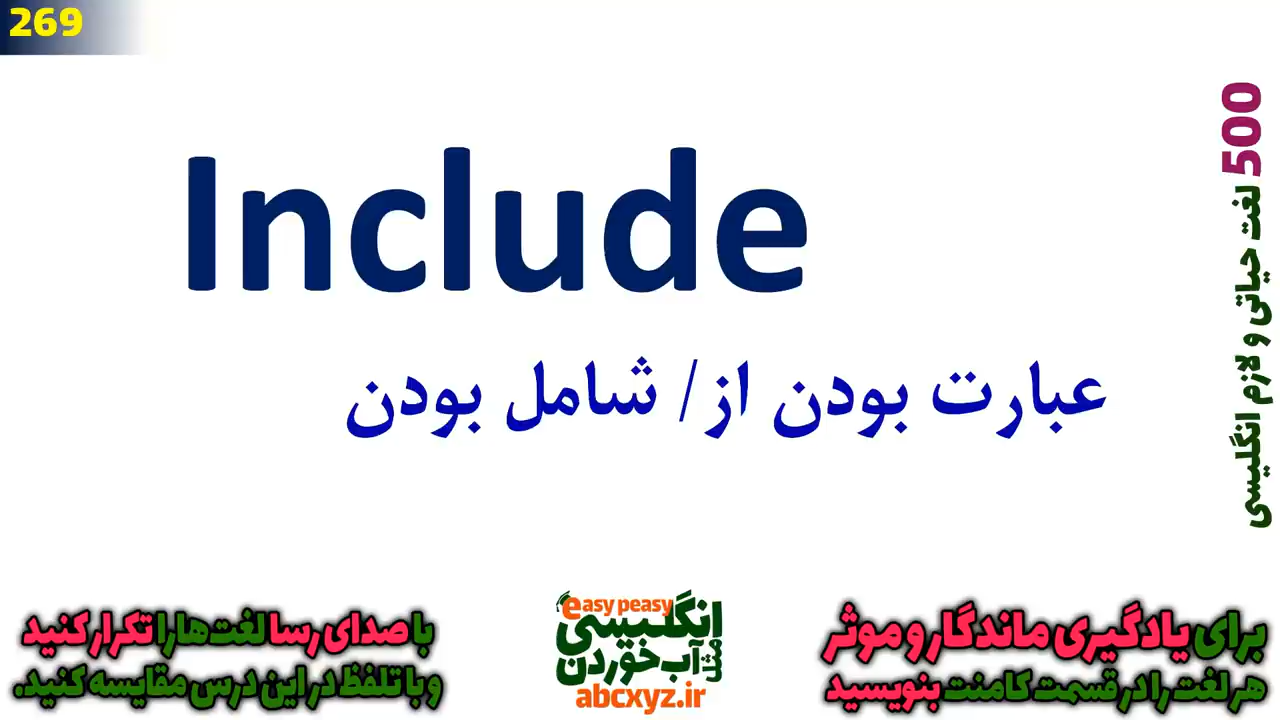 269
Include
عبارت بودن از/ شامل بودن
500 لغت حیاتی و لازم انگلیسی
برای یادگیری ماندگار و موثر
هر لغت را در قسمت کامنت بنویسید
easy peasy
انگلیسی
مثل آب خوردن
abcxyz.ir
با صدای رسا لغت‌ها را تکرار کنید
و با تلفظ در این درس مقایسه کنید.